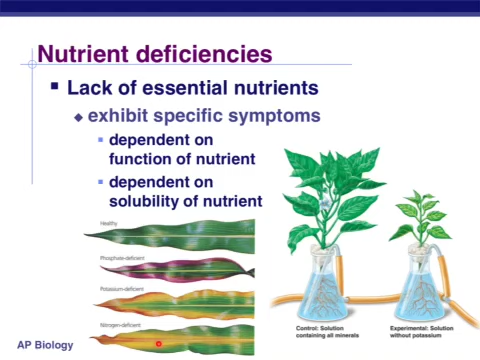 Nutrient deficiencies
Lack of essential nutrients
exhibit specific symptoms
dependent on
function of nutrient
dependent on
solubility of nutrient
Healthy
Phosphate-deficient
Potassium-deficient
Nitrogen-deficient
Control: Solution
containing all minerals
Experimental: Solution
without potassium
AP Biology